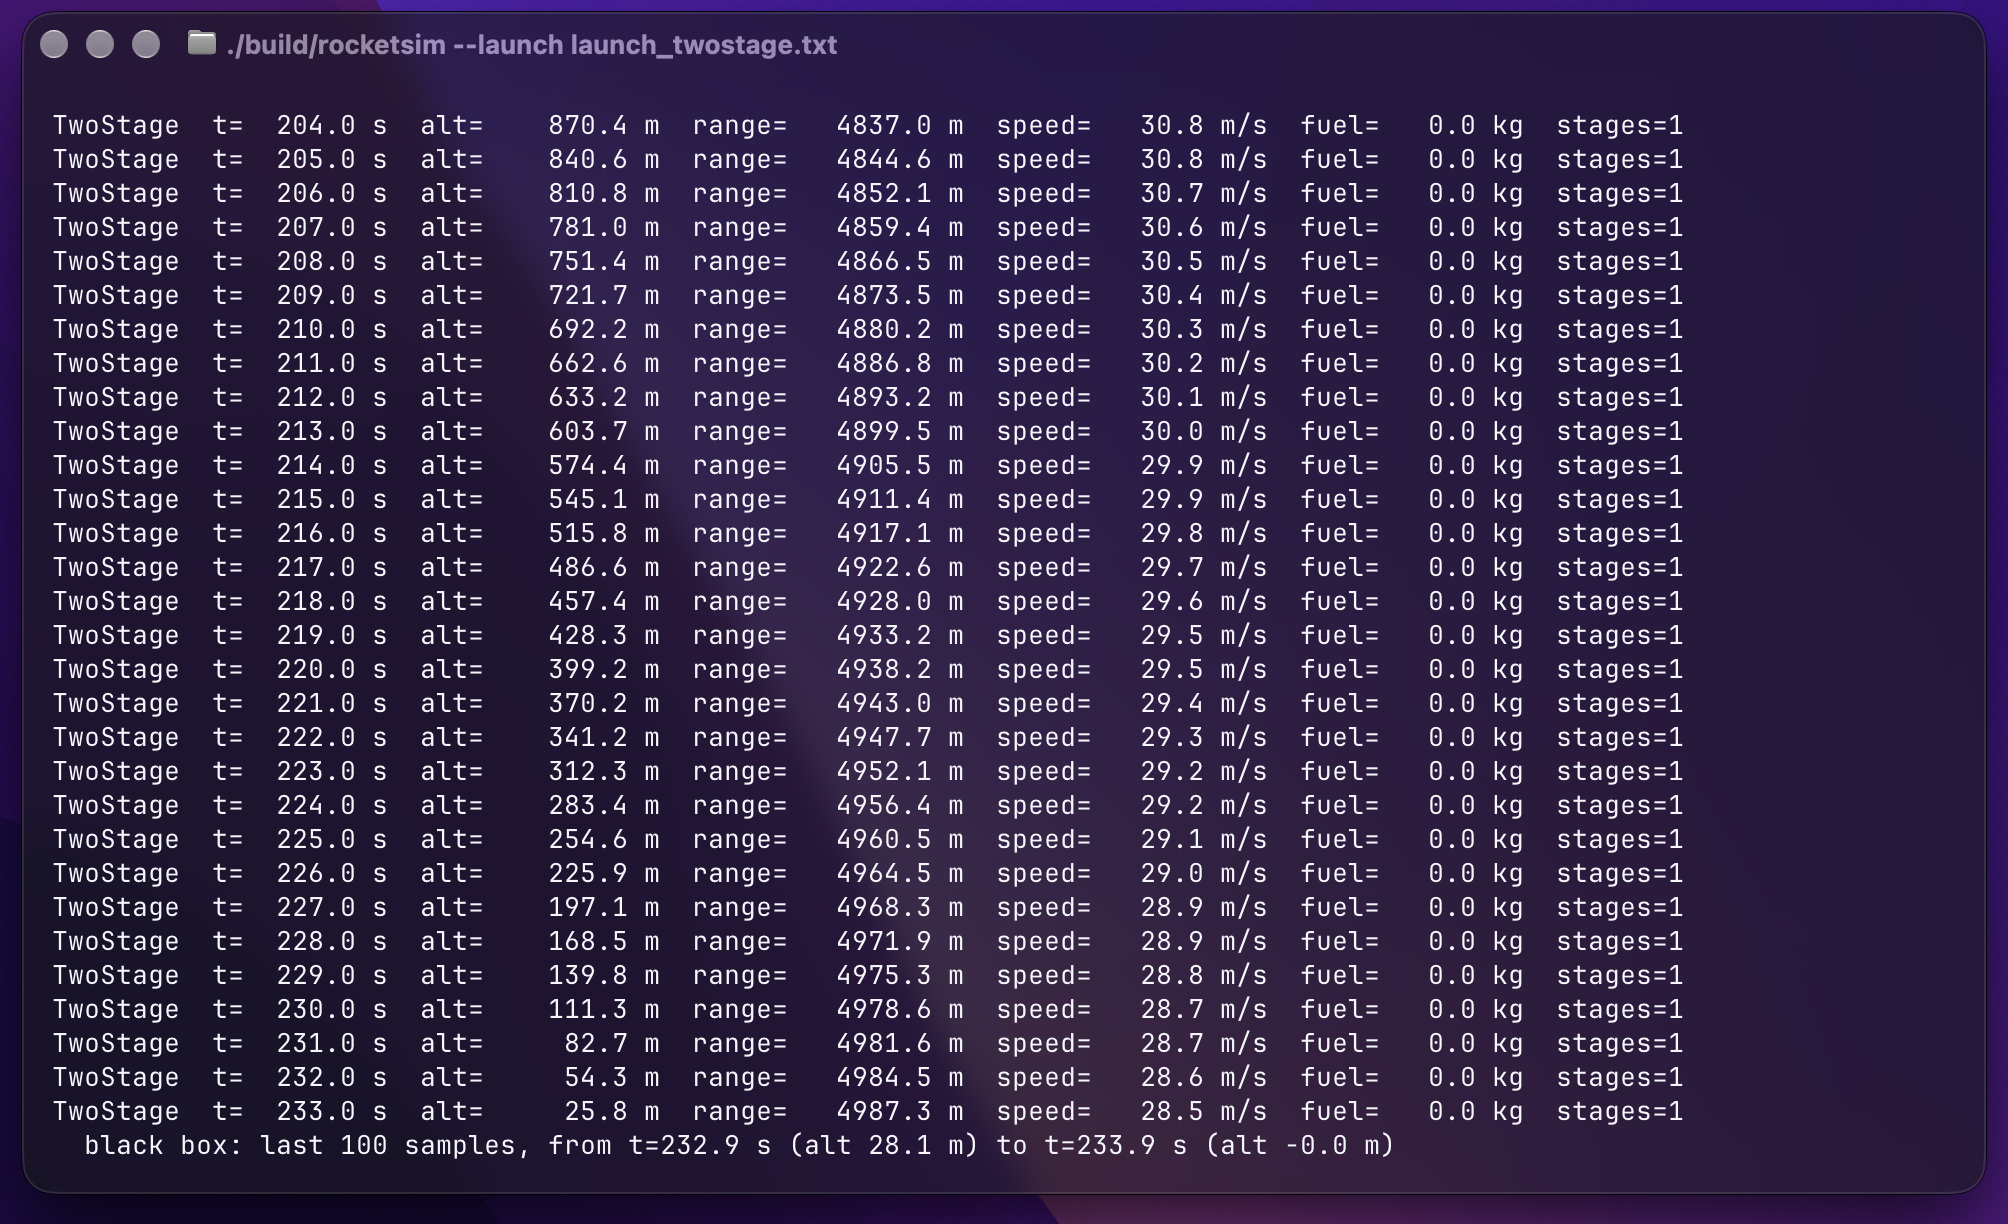 ./build/rocketsim --launch launch_twostage.txt
TwoStage  t=  204.0 s  alt=    870.4 m  range=   4837.0 m  speed=   30.8 m/s  fuel=   0.0 kg  stages=1
TwoStage  t=  205.0 s  alt=    840.6 m  range=   4844.6 m  speed=   30.8 m/s  fuel=   0.0 kg  stages=1
TwoStage  t=  206.0 s  alt=    810.8 m  range=   4852.1 m  speed=   30.7 m/s  fuel=   0.0 kg  stages=1
TwoStage  t=  207.0 s  alt=    781.0 m  range=   4859.4 m  speed=   30.6 m/s  fuel=   0.0 kg  stages=1
TwoStage  t=  208.0 s  alt=    751.4 m  range=   4866.5 m  speed=   30.5 m/s  fuel=   0.0 kg  stages=1
TwoStage  t=  209.0 s  alt=    721.7 m  range=   4873.5 m  speed=   30.4 m/s  fuel=   0.0 kg  stages=1
TwoStage  t=  210.0 s  alt=    692.2 m  range=   4880.2 m  speed=   30.3 m/s  fuel=   0.0 kg  stages=1
TwoStage  t=  211.0 s  alt=    662.6 m  range=   4886.8 m  speed=   30.2 m/s  fuel=   0.0 kg  stages=1
TwoStage  t=  212.0 s  alt=    633.2 m  range=   4893.2 m  speed=   30.1 m/s  fuel=   0.0 kg  stages=1
TwoStage  t=  213.0 s  alt=    603.7 m  range=   4899.5 m  speed=   30.0 m/s  fuel=   0.0 kg  stages=1
TwoStage  t=  214.0 s  alt=    574.4 m  range=   4905.5 m  speed=   29.9 m/s  fuel=   0.0 kg  stages=1
TwoStage  t=  215.0 s  alt=    545.1 m  range=   4911.4 m  speed=   29.9 m/s  fuel=   0.0 kg  stages=1
TwoStage  t=  216.0 s  alt=    515.8 m  range=   4917.1 m  speed=   29.8 m/s  fuel=   0.0 kg  stages=1
TwoStage  t=  217.0 s  alt=    486.6 m  range=   4922.6 m  speed=   29.7 m/s  fuel=   0.0 kg  stages=1
TwoStage  t=  218.0 s  alt=    457.4 m  range=   4928.0 m  speed=   29.6 m/s  fuel=   0.0 kg  stages=1
TwoStage  t=  219.0 s  alt=    428.3 m  range=   4933.2 m  speed=   29.5 m/s  fuel=   0.0 kg  stages=1
TwoStage  t=  220.0 s  alt=    399.2 m  range=   4938.2 m  speed=   29.5 m/s  fuel=   0.0 kg  stages=1
TwoStage  t=  221.0 s  alt=    370.2 m  range=   4943.0 m  speed=   29.4 m/s  fuel=   0.0 kg  stages=1
TwoStage  t=  222.0 s  alt=    341.2 m  range=   4947.7 m  speed=   29.3 m/s  fuel=   0.0 kg  stages=1
TwoStage  t=  223.0 s  alt=    312.3 m  range=   4952.1 m  speed=   29.2 m/s  fuel=   0.0 kg  stages=1
TwoStage  t=  224.0 s  alt=    283.4 m  range=   4956.4 m  speed=   29.2 m/s  fuel=   0.0 kg  stages=1
TwoStage  t=  225.0 s  alt=    254.6 m  range=   4960.5 m  speed=   29.1 m/s  fuel=   0.0 kg  stages=1
TwoStage  t=  226.0 s  alt=    225.9 m  range=   4964.5 m  speed=   29.0 m/s  fuel=   0.0 kg  stages=1
TwoStage  t=  227.0 s  alt=    197.1 m  range=   4968.3 m  speed=   28.9 m/s  fuel=   0.0 kg  stages=1
TwoStage  t=  228.0 s  alt=    168.5 m  range=   4971.9 m  speed=   28.9 m/s  fuel=   0.0 kg  stages=1
TwoStage  t=  229.0 s  alt=    139.8 m  range=   4975.3 m  speed=   28.8 m/s  fuel=   0.0 kg  stages=1
TwoStage  t=  230.0 s  alt=    111.3 m  range=   4978.6 m  speed=   28.7 m/s  fuel=   0.0 kg  stages=1
TwoStage  t=  231.0 s  alt=     82.7 m  range=   4981.6 m  speed=   28.7 m/s  fuel=   0.0 kg  stages=1
TwoStage  t=  232.0 s  alt=     54.3 m  range=   4984.5 m  speed=   28.6 m/s  fuel=   0.0 kg  stages=1
TwoStage  t=  233.0 s  alt=     25.8 m  range=   4987.3 m  speed=   28.5 m/s  fuel=   0.0 kg  stages=1
  black box: last 100 samples, from t=232.9 s (alt 28.1 m) to t=233.9 s (alt -0.0 m)